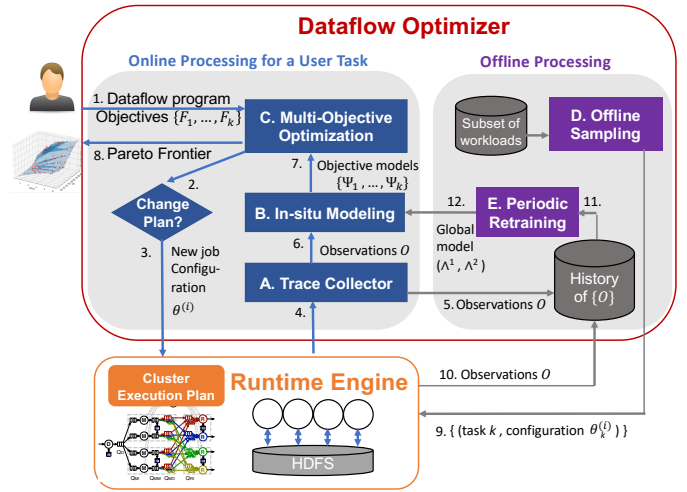 Dataflow Optimizer
Online Processing for a User Task
Offline Processing
1. Dataflow program
Objectives {F₁, … , Fₖ}
C. Multi-Objective
Optimization
8. Pareto Frontier
Subset of
workloads
D. Offline
Sampling
2.
7.
Objective models
{Ψ₁ , … , Ψₖ}
Change
Plan?
B. In-situ Modeling
12.
E. Periodic
Retraining
11.
3.
New job
Configu-
ration
θ⁽ⁱ⁾
6.
Observations O
Global
model
(Λ¹ , Λ²)
A. Trace Collector
History
of {O}
4.
5. Observations O
Cluster
Execution Plan
Runtime Engine
10. Observations O
HDFS
9. { (task k , configuration θₖ⁽ⁱ⁾ ) }